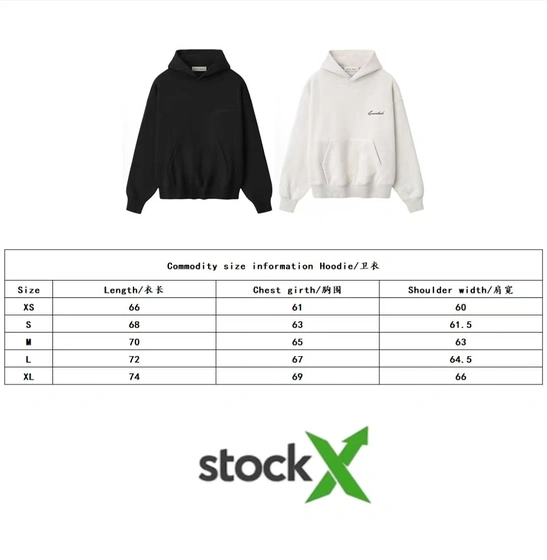 Essentials
Commodity size information Hoodie/卫衣
Size Length/衣长 Chest girth/胸围 Shoulder width/肩宽
XS 66 61 60
S 68 63 61.5
M 70 65 63
L 72 67 64.5
XL 74 69 66
stockX